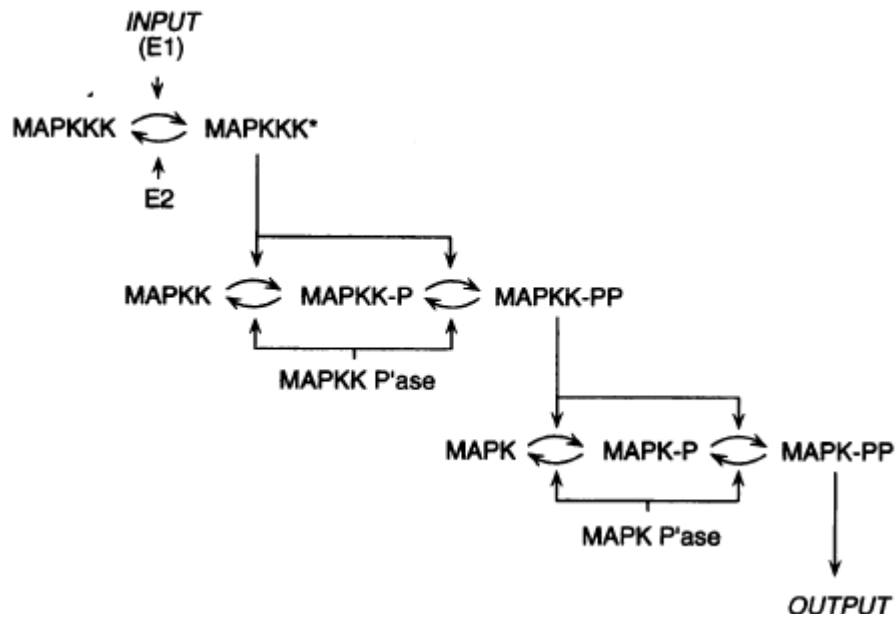 INPUT
(E1)
MAPKKK
MAPKKK*
E2
MAPKK
MAPKK-P
MAPKK-PP
MAPKK P'ase
MAPK
MAPK-P
MAPK-PP
MAPK P'ase
OUTPUT